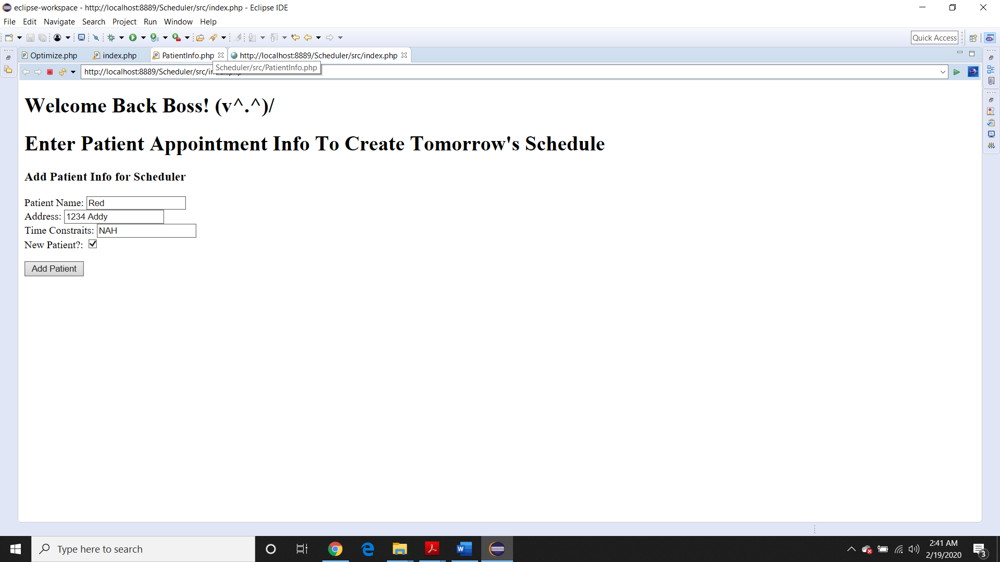 eclipse-workspace - http://localhost:8889/Scheduler/src/index.php - Eclipse IDE
File Edit Navigate Search Project Run Window Help
Quick Access
Optimize.php index.php PatientInfo.php http://localhost:8889/Scheduler/src/index.php
http://localhost:8889/Scheduler/src/index.php
Scheduler/src/PatientInfo.php
Welcome Back Boss! (v^.^)/
Enter Patient Appointment Info To Create Tomorrow's Schedule
Add Patient Info for Scheduler
Patient Name: Red
Address: 1234 Addy
Time Constraits: NAH
New Patient?:
Add Patient
Type here to search
2:41 AM
2/19/2020
3